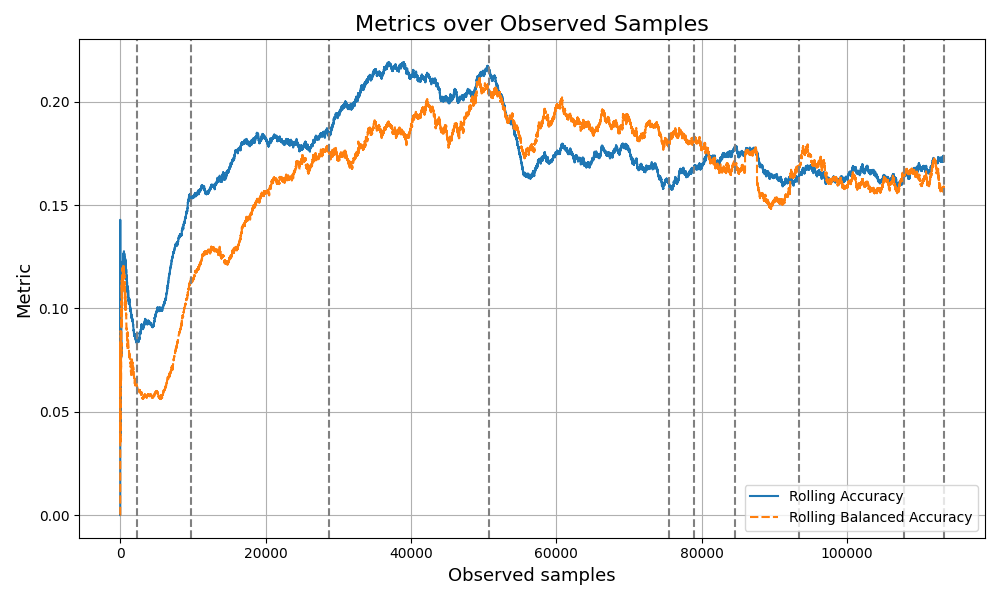 Metrics over Observed Samples
Metric
0.20
0.15
0.10
0.05
0.00
0
20000
40000
60000
80000
100000
Observed samples
Rolling Accuracy
Rolling Balanced Accuracy